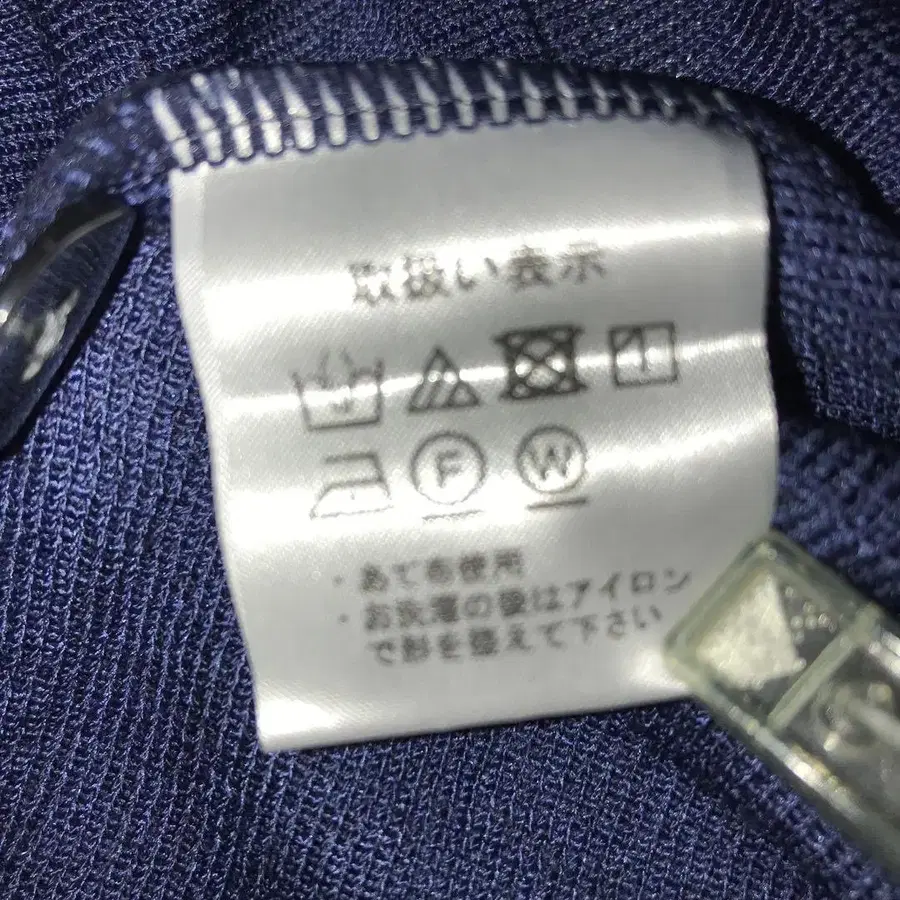 取扱い表示
F W
・あて布使用
・お洗濯の後はアイロン
で形を整えて下さい